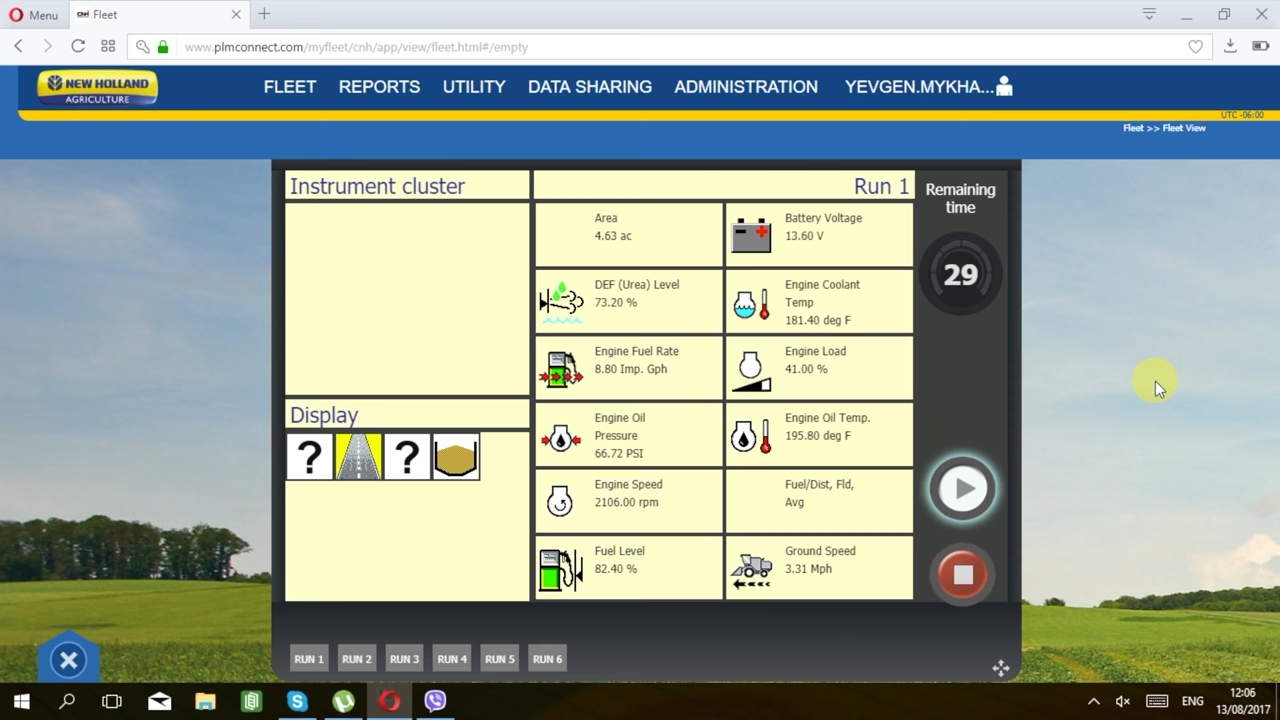 Menu
CNH Fleet
www.plmconnect.com/myfleet/cnh/app/view/fleet.html#/empty
NEW HOLLAND
AGRICULTURE
FLEET REPORTS UTILITY DATA SHARING ADMINISTRATION YEVGEN.MYKHA...
UTC -06:00
Fleet >> Fleet View
Instrument cluster
Run 1
Remaining
time
29
Area
4.63 ac
Battery Voltage
13.60 V
DEF (Urea) Level
73.20 %
Engine Coolant
Temp
181.40 deg F
Engine Fuel Rate
8.80 Imp. Gph
Engine Load
41.00 %
Display
? ?
Engine Oil
Pressure
66.72 PSI
Engine Oil Temp.
195.80 deg F
Engine Speed
2106.00 rpm
Fuel/Dist, Fld,
Avg
Fuel Level
82.40 %
Ground Speed
3.31 Mph
RUN 1 RUN 2 RUN 3 RUN 4 RUN 5 RUN 6
ENG
12:06
13/08/2017